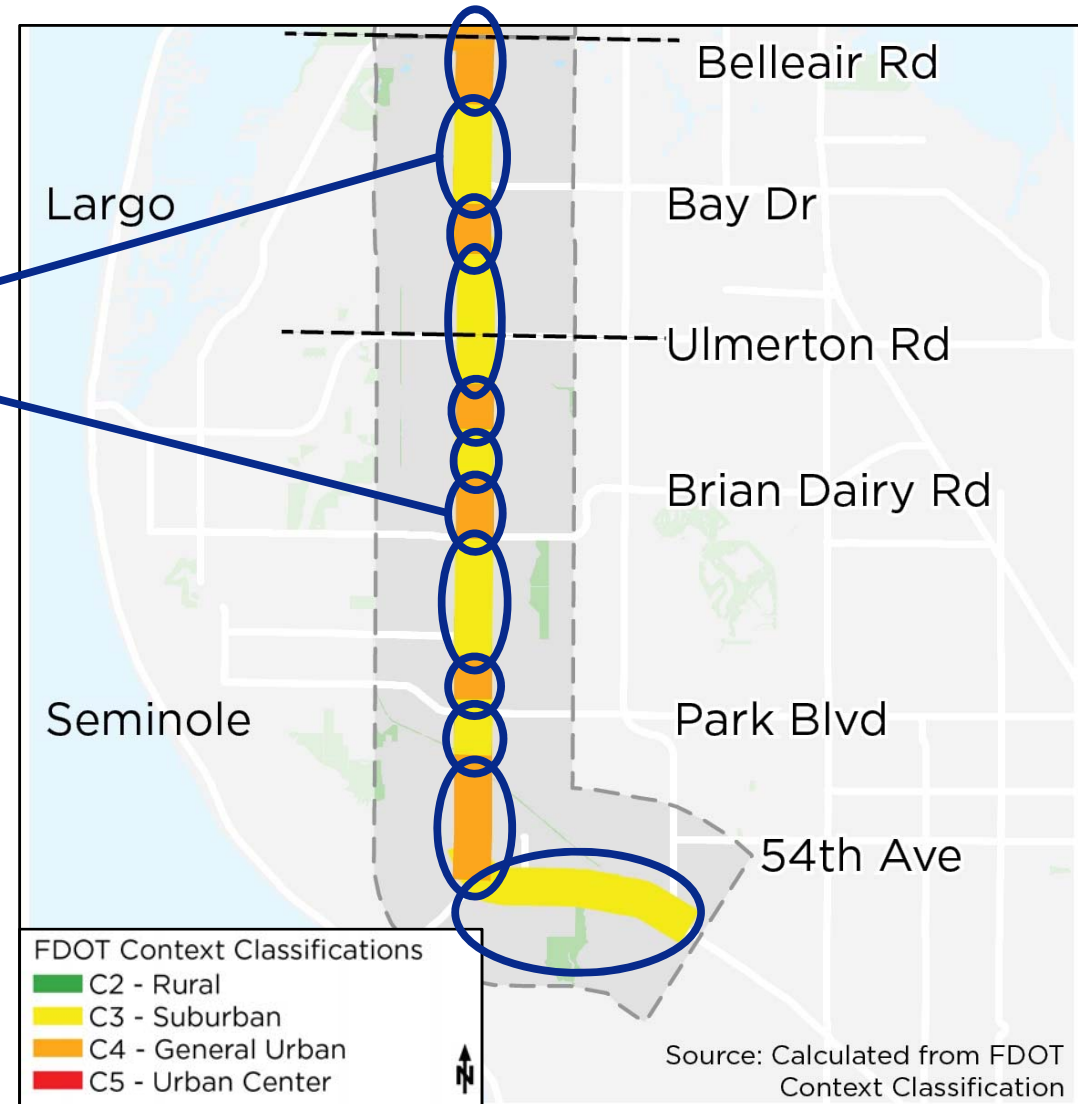 Belleair Rd
Largo
Bay Dr
Ulmerton Rd
Brian Dairy Rd
Seminole
Park Blvd
54th Ave
FDOT Context Classifications
C2 - Rural
C3 - Suburban
C4 - General Urban
C5 - Urban Center
N
Source: Calculated from FDOT
Context Classification